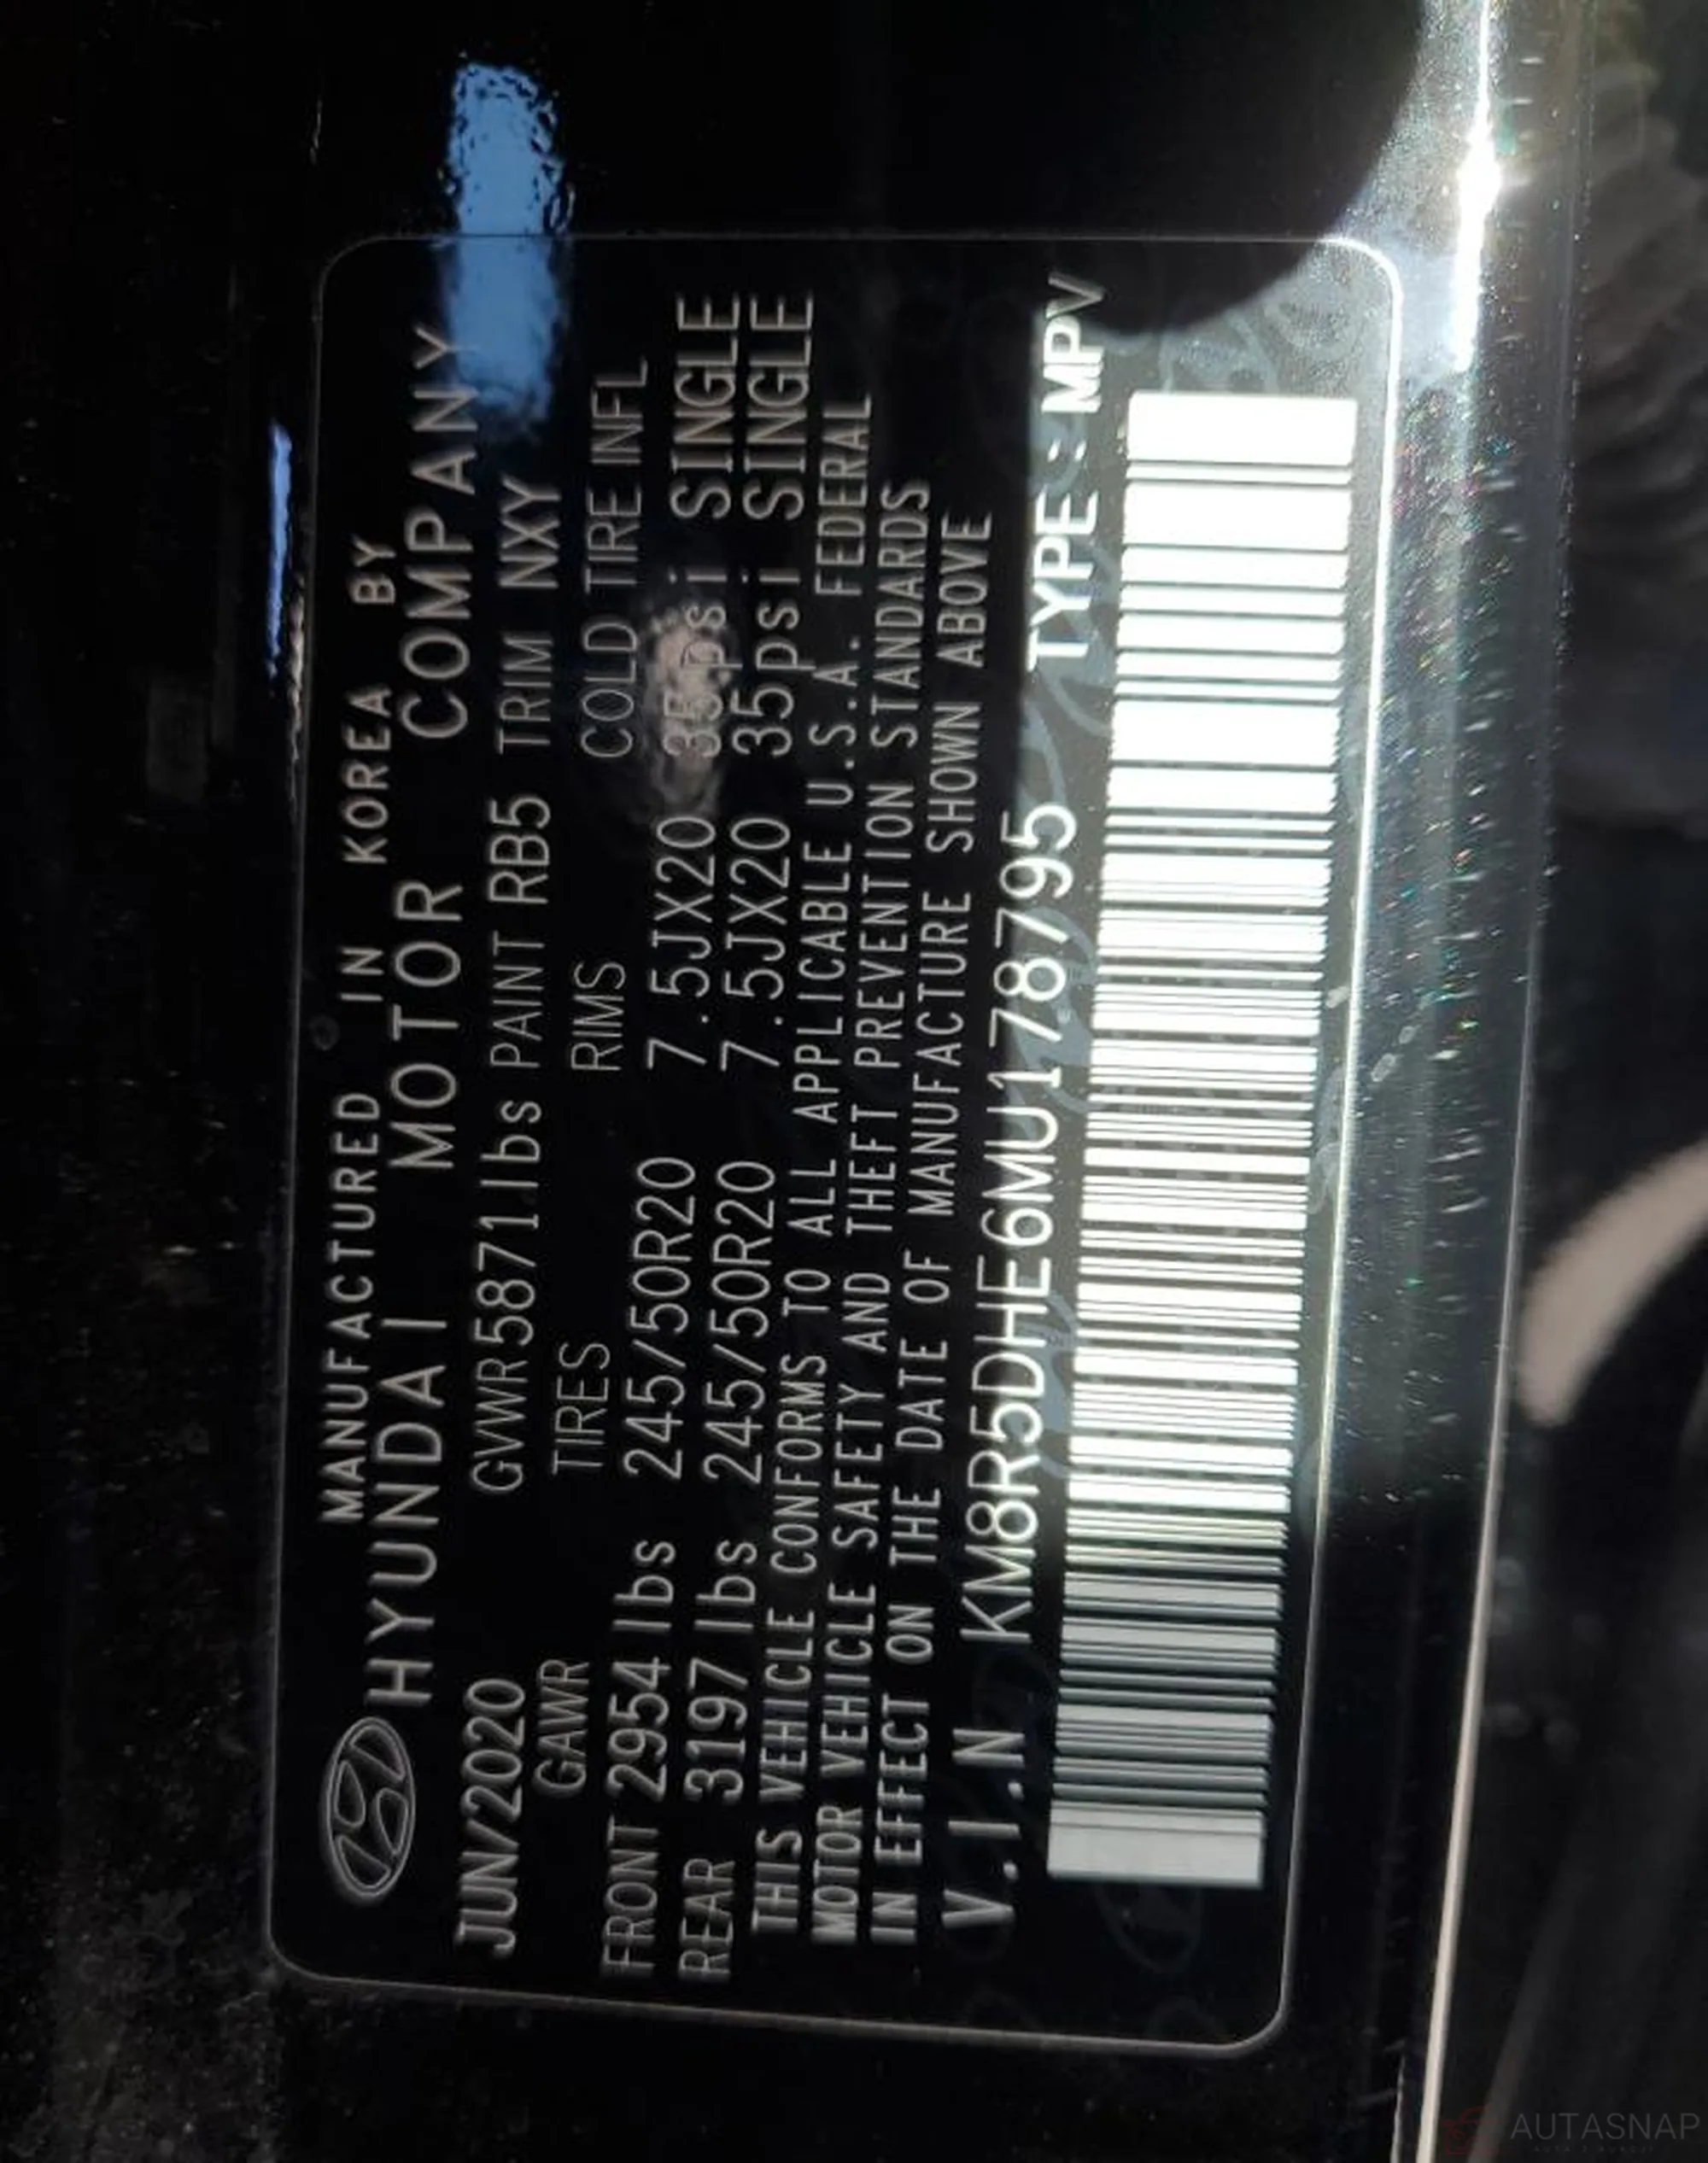 MANUFACTURED IN KOREA BY
HYUNDAI MOTOR COMPANY
JUN/2020 GVWR5871lbs PAINT RB5 TRIM NXY
GAWR TIRES RIMS COLD TIRE INFL
FRONT 2954 lbs 245/50R20 7.5JX20 35psi SINGLE
REAR 3197 lbs 245/50R20 7.5JX20 35psi SINGLE
THIS VEHICLE CONFORMS TO ALL APPLICABLE U.S.A. FEDERAL
MOTOR VEHICLE SAFETY AND THEFT PREVENTION STANDARDS
IN EFFECT ON THE DATE OF MANUFACTURE SHOWN ABOVE
V.I.N KM8R5DHE6MU178795 TYPE:MPV
AUTASNAP